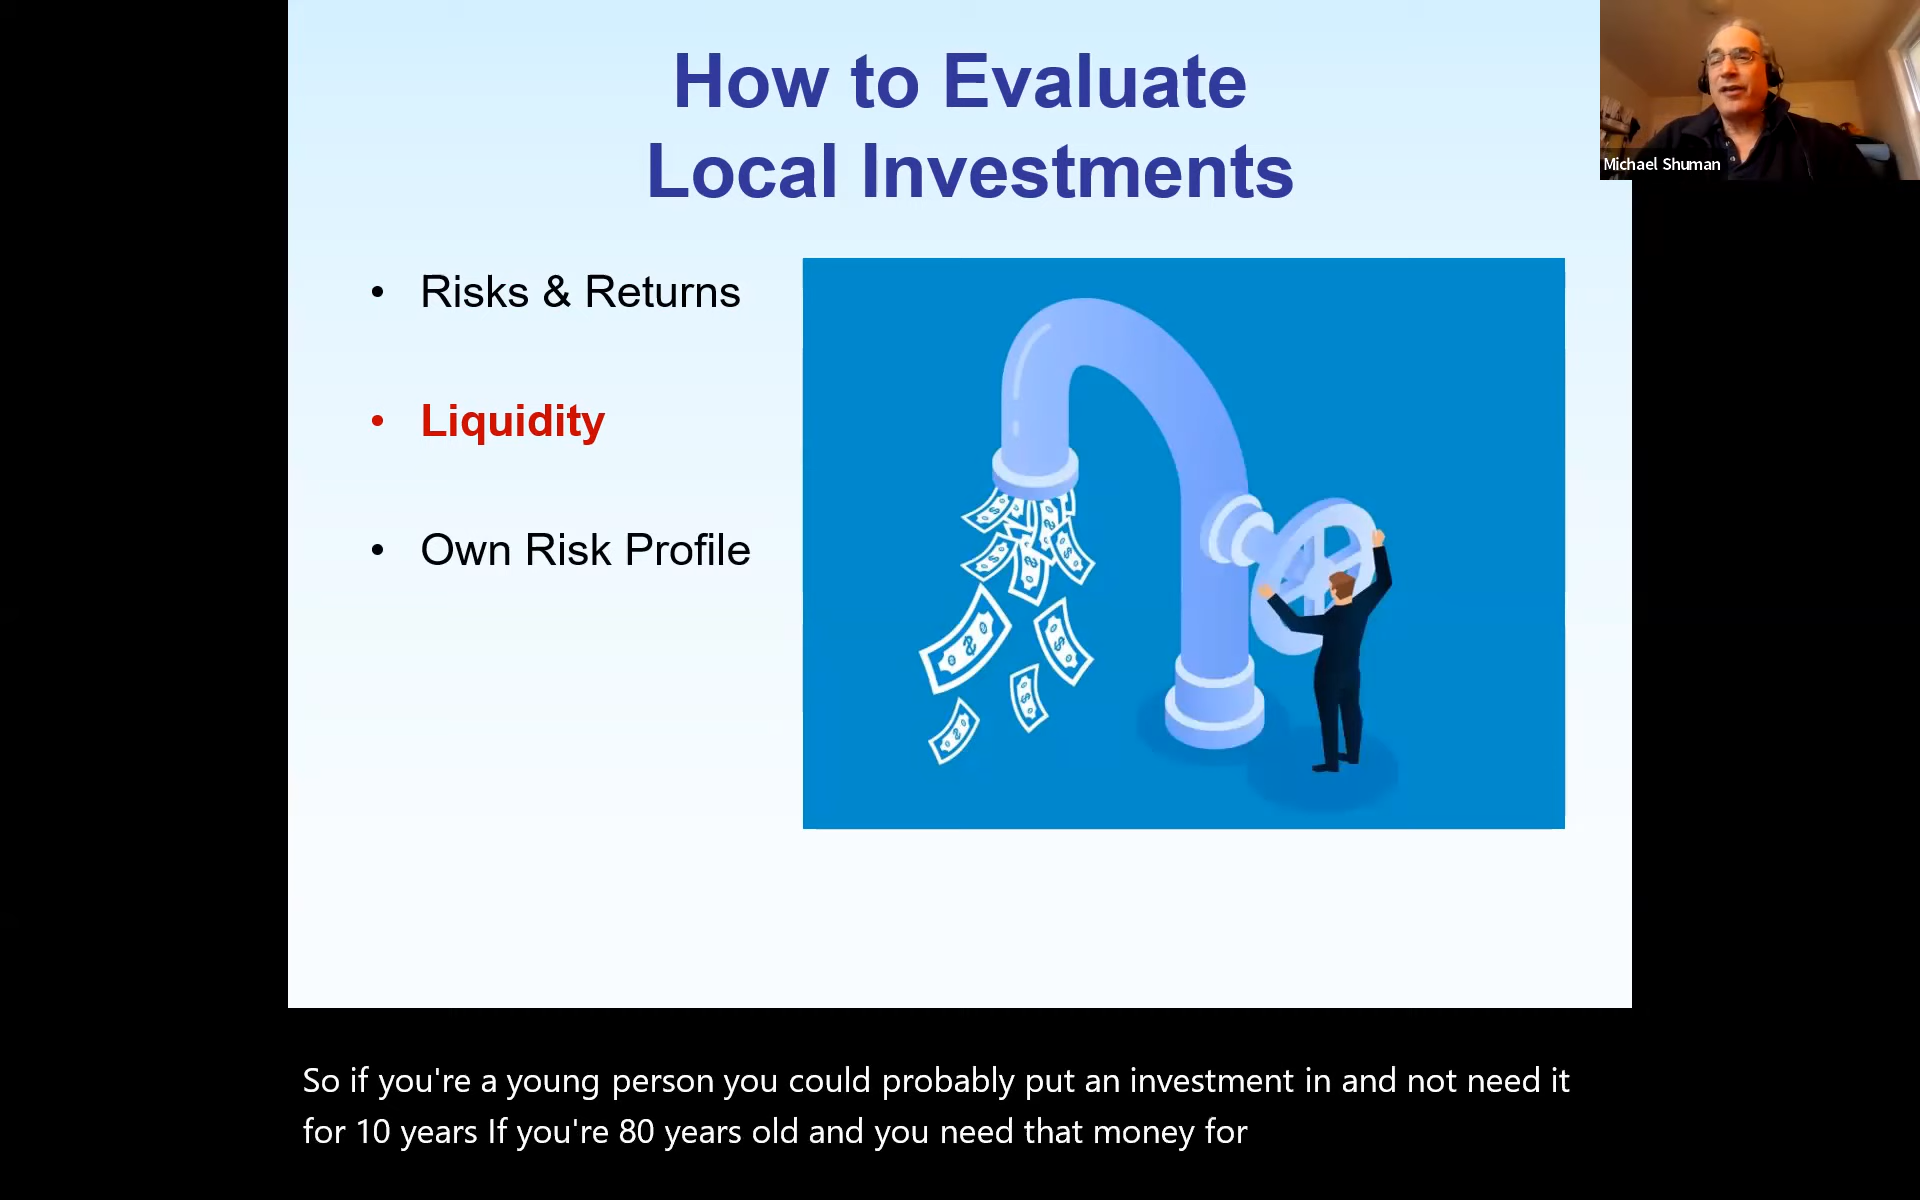 How to Evaluate
Local Investments
Michael Shuman
• Risks & Returns
• Liquidity
• Own Risk Profile
So if you're a young person you could probably put an investment in and not need it
for 10 years If you're 80 years old and you need that money for